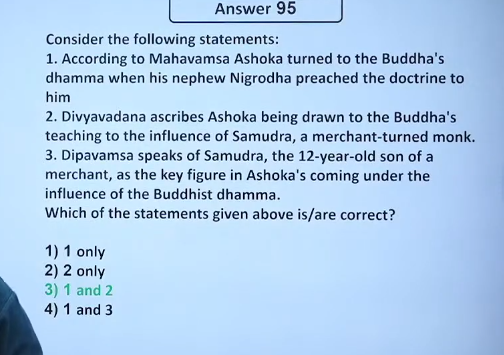 Answer 95
Consider the following statements:
1. According to Mahavamsa Ashoka turned to the Buddha's
dhamma when his nephew Nigrodha preached the doctrine to
him
2. Divyavadana ascribes Ashoka being drawn to the Buddha's
teaching to the influence of Samudra, a merchant-turned monk.
3. Dipavamsa speaks of Samudra, the 12-year-old son of a
merchant, as the key figure in Ashoka's coming under the
influence of the Buddhist dhamma.
Which of the statements given above is/are correct?
1) 1 only
2) 2 only
3) 1 and 2
4) 1 and 3